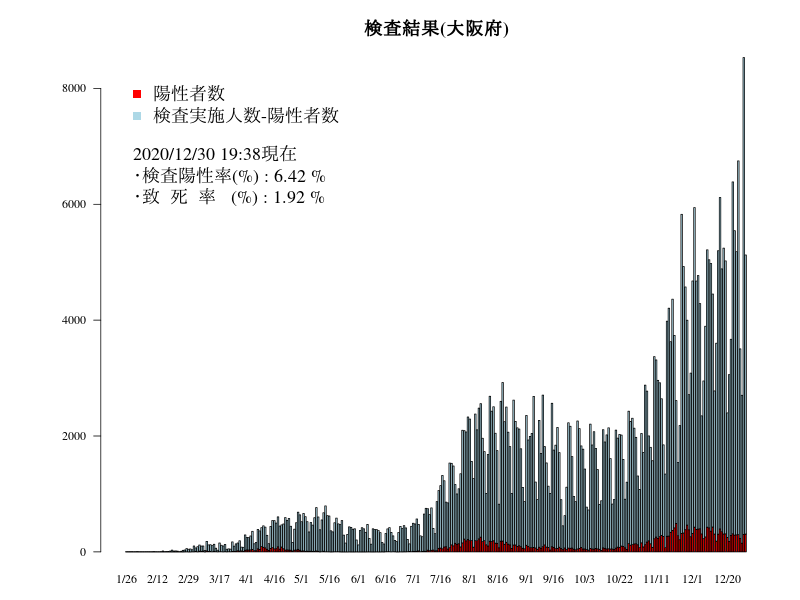 検査結果(大阪府)
陽性者数
検査実施人数-陽性者数
2020/12/30 19:38現在
・検査陽性率(%) : 6.42 %
・致 死 率 (%) : 1.92 %
8000
6000
4000
2000
0
1/26 2/12 2/29 3/17 4/1 4/16 5/1 5/16 6/1 6/16 7/1 7/16 8/1 8/16 9/1 9/16 10/3 10/22 11/11 12/1 12/20